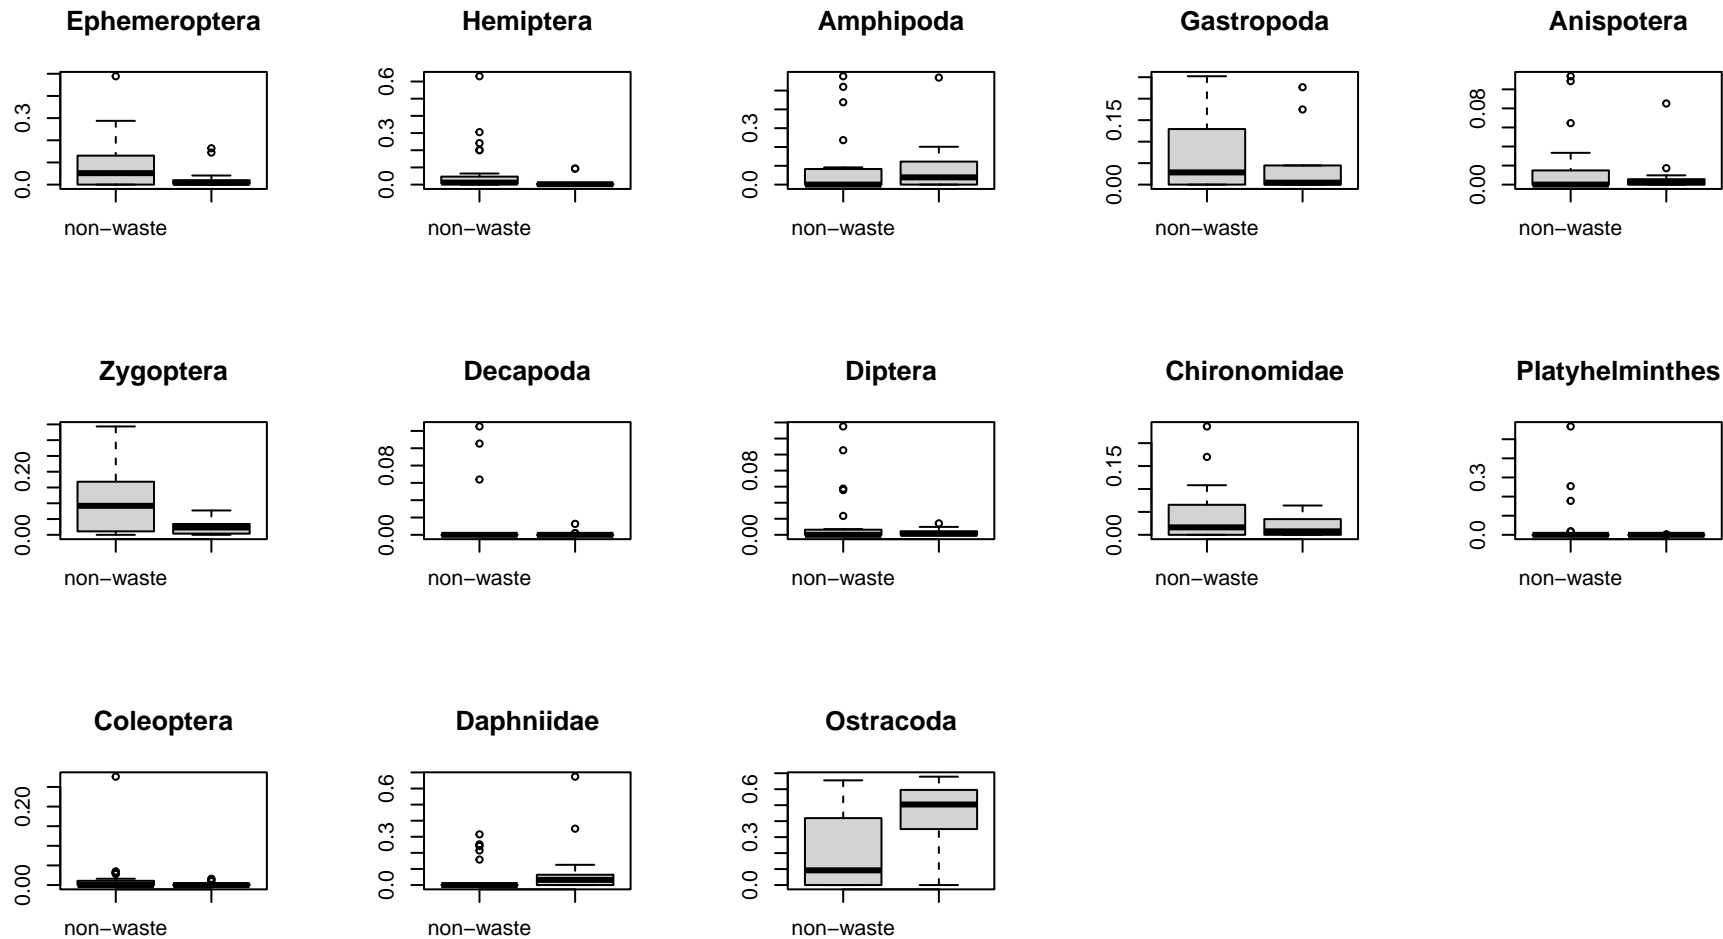 Ephemeroptera Hemiptera Amphipoda Gastropoda Anispotera
0.0 0.3 0.0 0.3 0.6 0.0 0.3 0.00 0.15 0.00 0.08
non−waste non−waste non−waste non−waste non−waste
Zygoptera Decapoda Diptera Chironomidae Platyhelminthes
0.00 0.20 0.00 0.08 0.00 0.08 0.00 0.15 0.0 0.3
non−waste non−waste non−waste non−waste non−waste
Coleoptera Daphniidae Ostracoda
0.00 0.20 0.0 0.3 0.6 0.0 0.3 0.6
non−waste non−waste non−waste